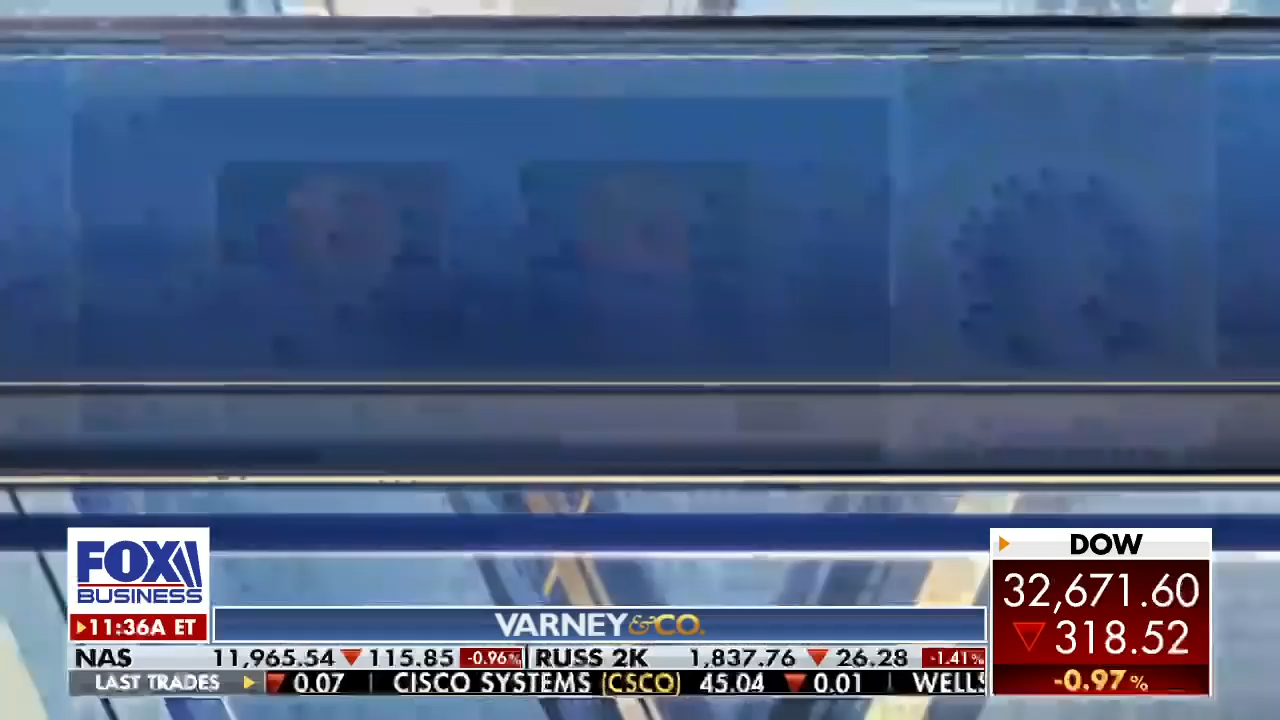 FOX
BUSINESS
11:36A ET
VARNEY & CO.
DOW
32,671.60
318.52
-0.97%
NAS 11,965.54 115.85 -0.96% RUSS 2K 1,837.76 26.28 -1.41%
LAST TRADES 0.07 CISCO SYSTEMS (CSCO) 45.04 0.01 WELLS